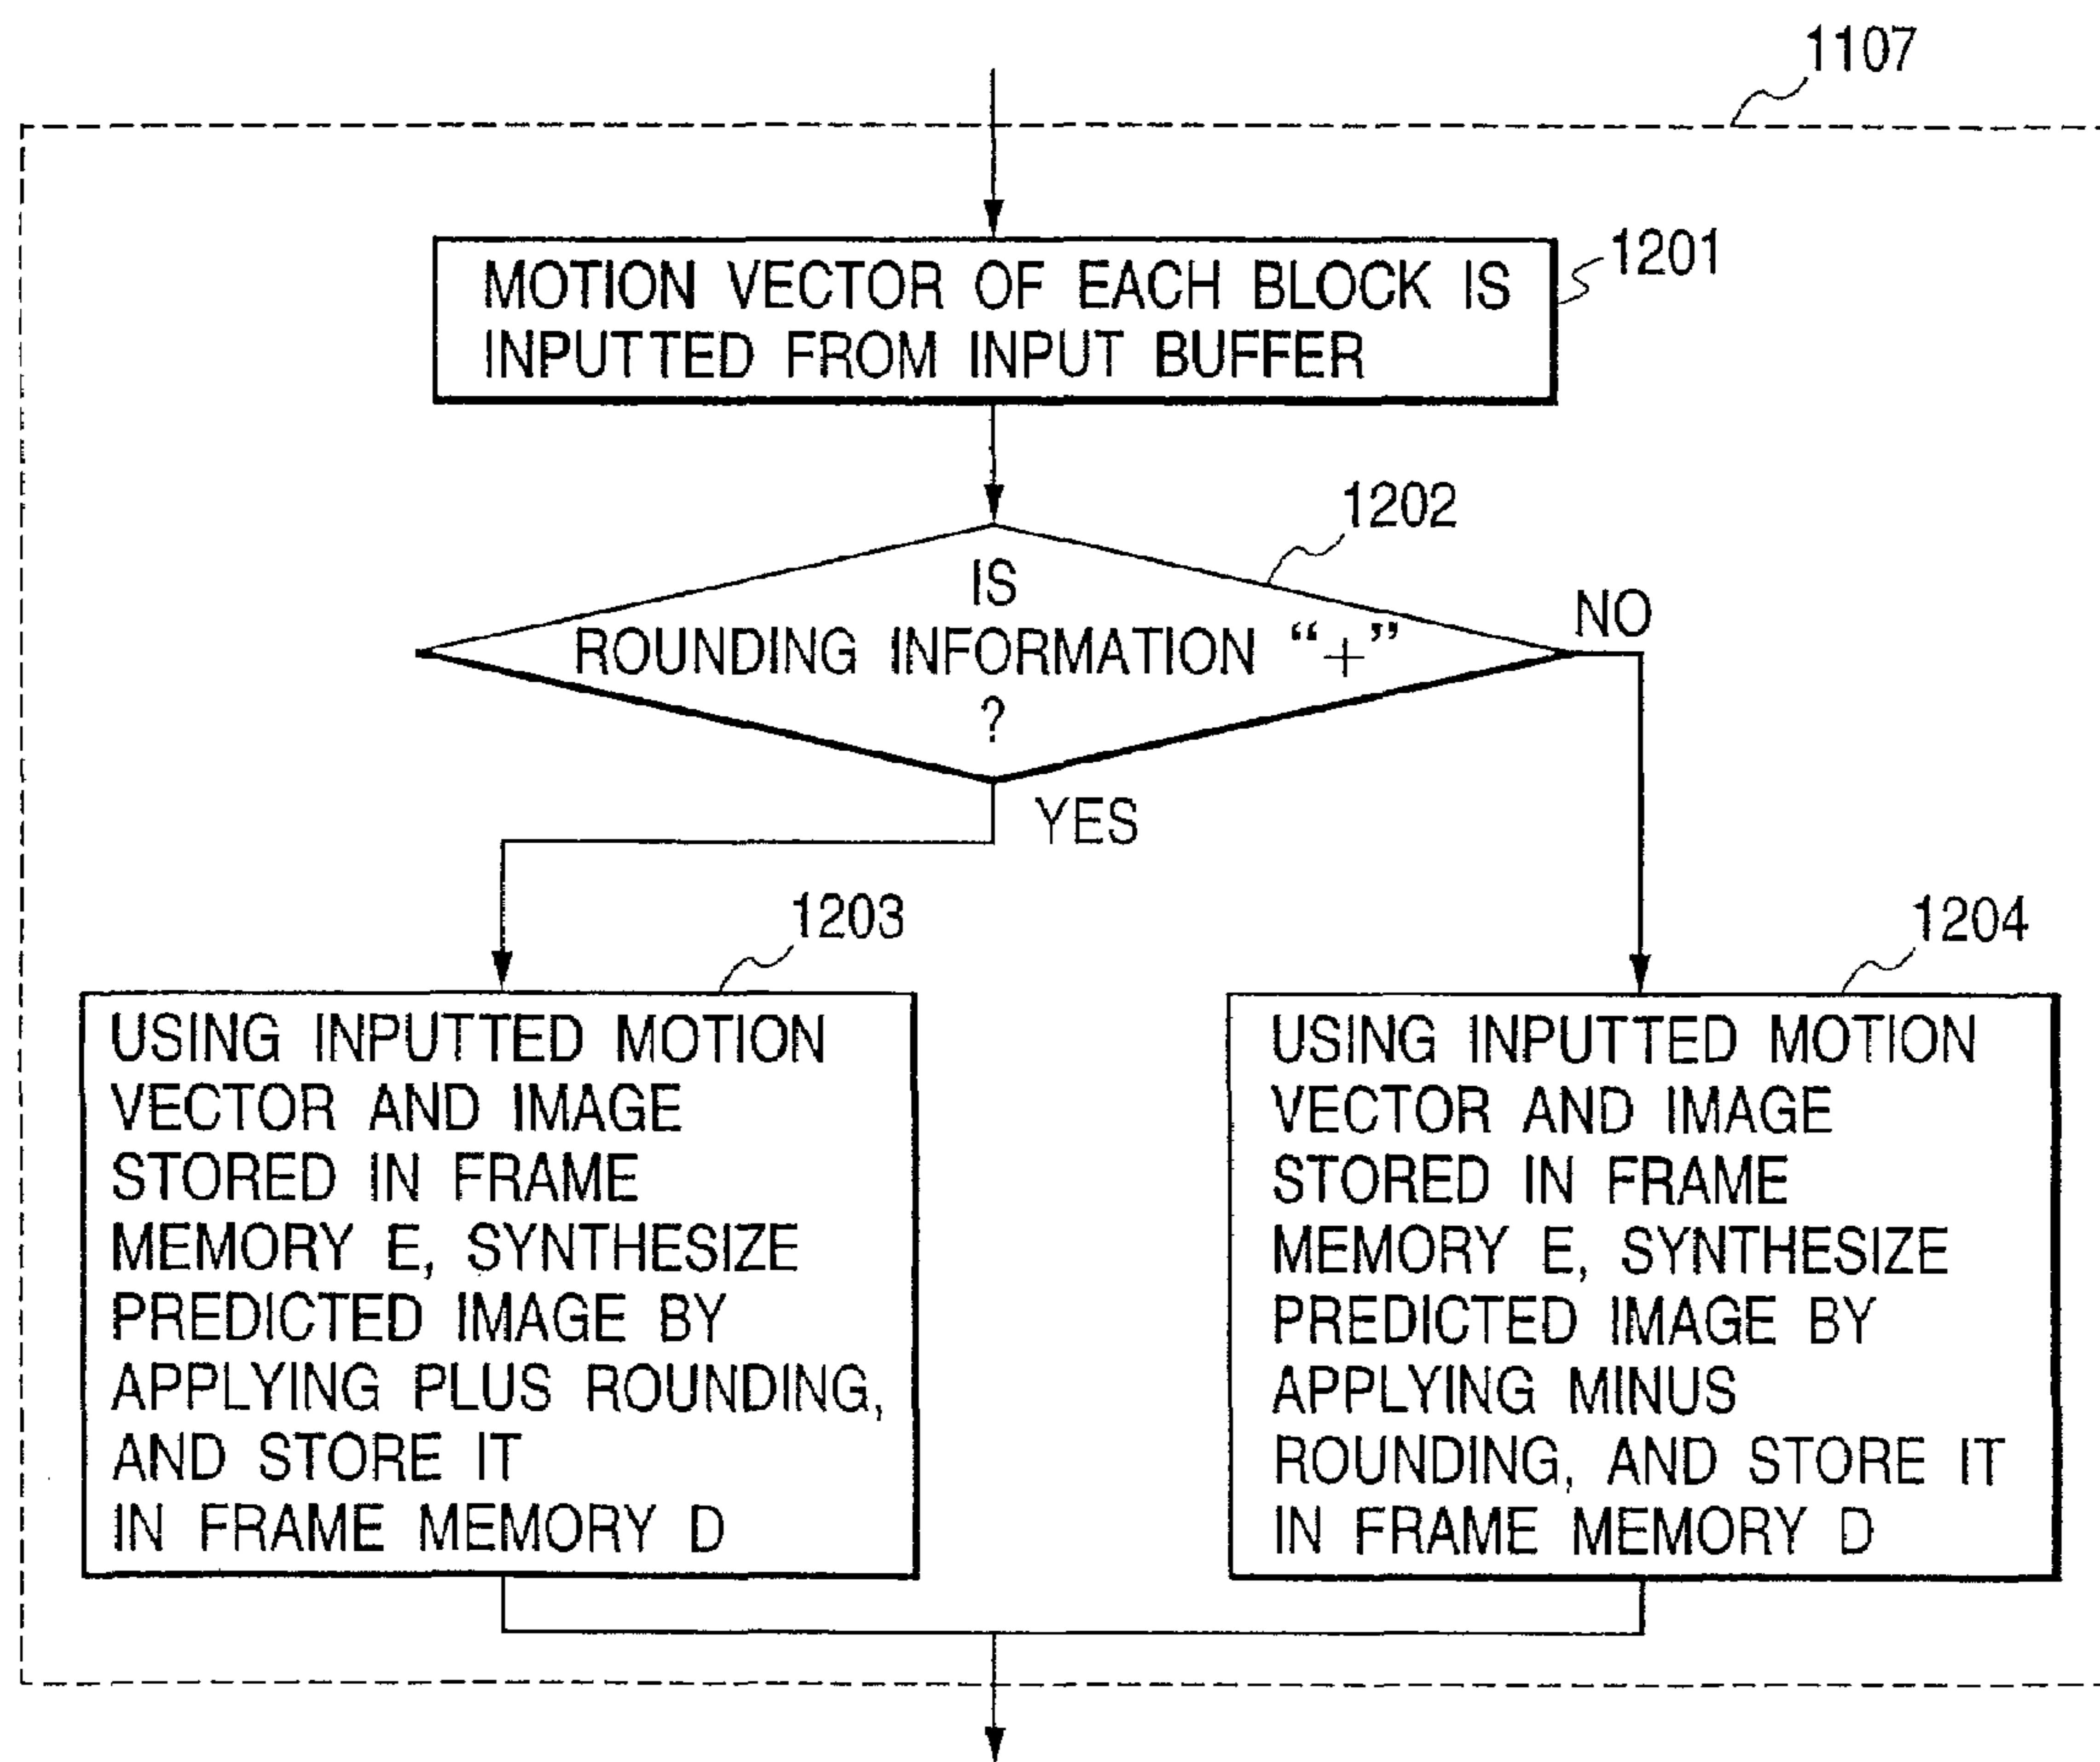 1107
MOTION VECTOR OF EACH BLOCK IS
INPUTTED FROM INPUT BUFFER
1201
1202
IS
ROUNDING INFORMATION “+”
?
NO
YES
1203
USING INPUTTED MOTION
VECTOR AND IMAGE
STORED IN FRAME
MEMORY E, SYNTHESIZE
PREDICTED IMAGE BY
APPLYING PLUS ROUNDING,
AND STORE IT
IN FRAME MEMORY D
1204
USING INPUTTED MOTION
VECTOR AND IMAGE
STORED IN FRAME
MEMORY E, SYNTHESIZE
PREDICTED IMAGE BY
APPLYING MINUS
ROUNDING, AND STORE IT
IN FRAME MEMORY D